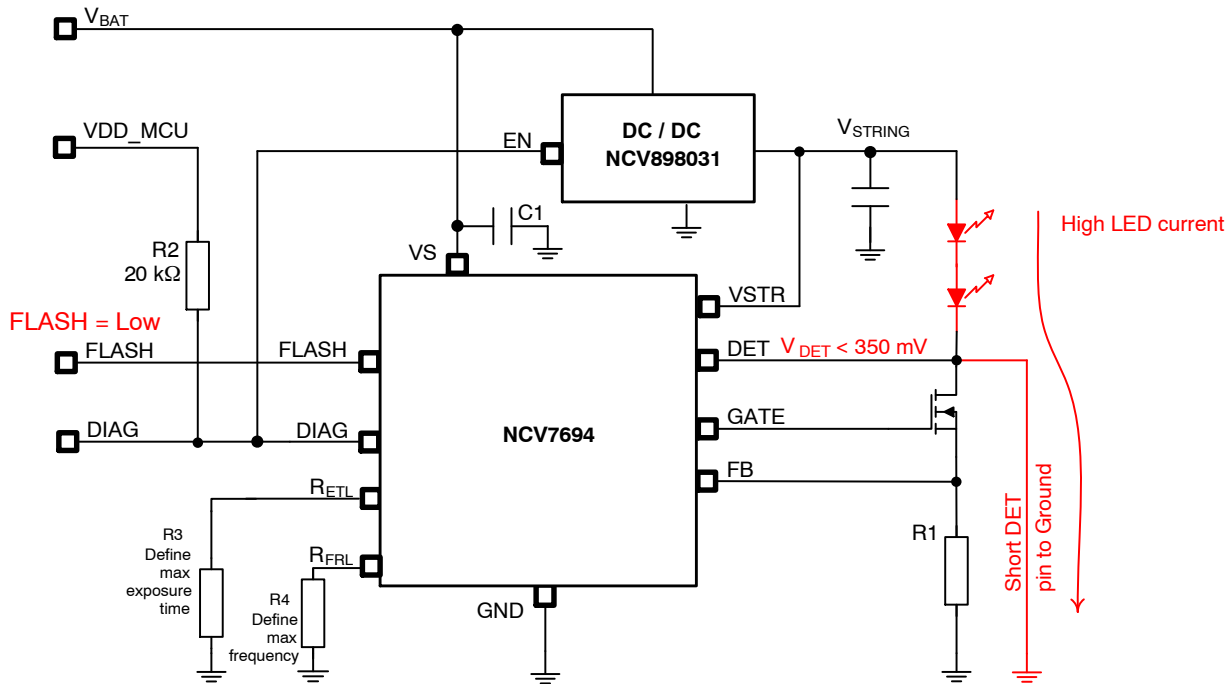 VBAT
VDD_MCU
EN
DC / DC
NCV898031
VSTRING
C1
R2
20 kΩ
VS
High LED current
VSTR
FLASH = Low
FLASH
FLASH
DET
V DET < 350 mV
GATE
DIAG
DIAG
NCV7694
FB
RETL
R1
Short DET
pin to Ground
R3
Define
max
exposure
time
RFRL
R4
Define
max
frequency
GND